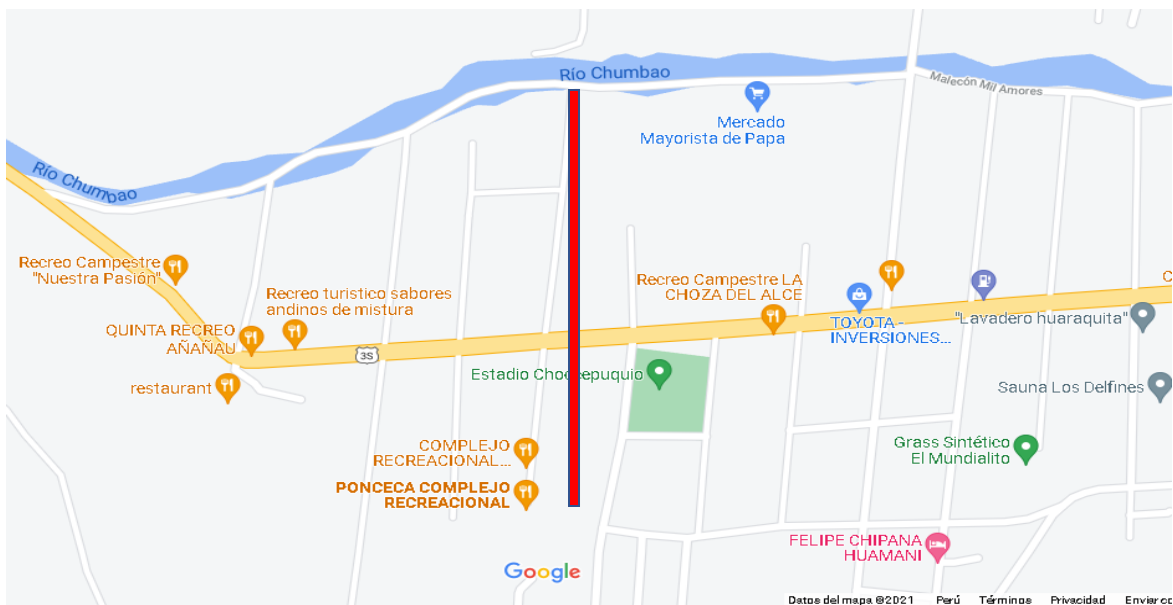 Río Chumbao
Malecón Mil Amores
Mercado
Mayorista de Papa
Río Chumbao
Recreo Campestre
"Nuestra Pasión"
Recreo turistico sabores
andinos de mistura
Recreo Campestre LA
CHOZA DEL ALCE
C
QUINTA RECREO
AÑAÑAU
3S
TOYOTA -
INVERSIONES...
"Lavadero huaraquita"
restaurant
Estadio
Sauna Los Delfines
COMPLEJO
RECREACIONAL...
Grass Sintético
El Mundialito
PONCECA COMPLEJO
RECREACIONAL
FELIPE CHIPANA
HUAMANI
Google
Datos del mapa ©2021 Perú Términos Privacidad Enviar co